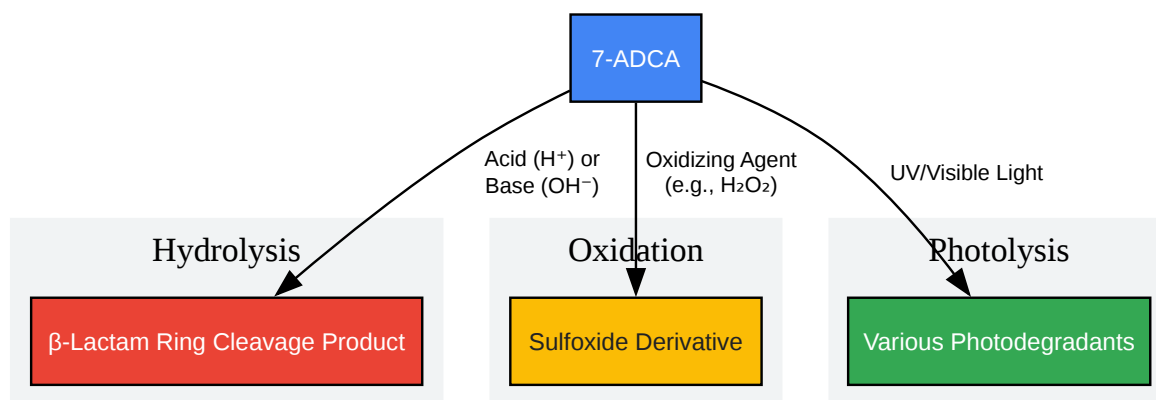 7-ADCA
Acid (H⁺) or
Base (OH⁻)
Oxidizing Agent
(e.g., H₂O₂)
UV/Visible Light
Hydrolysis
Oxidation
Photolysis
β-Lactam Ring Cleavage Product
Sulfoxide Derivative
Various Photodegradants